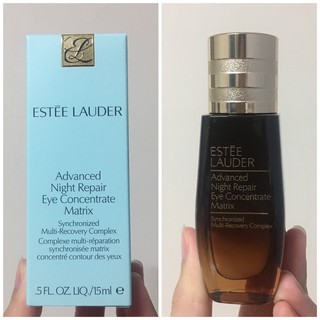 EL
ESTĒE LAUDER
Advanced
Night Repair
Eye Concentrate
Matrix
Synchronized
Multi-Recovery Complex
Complexe multi-réparation
synchronisée matrix
concentré contour des yeux
.5 FL.OZ. LIQ./15ml ℮
ESTĒE
LAUDER
Advanced
Night Repair
Eye Concentrate
Matrix
Synchronized
Multi-Recovery Complex